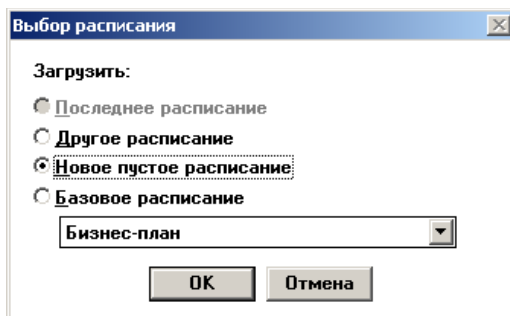 Выбор расписания
Загрузить:
Последнее расписание
Другое расписание
Новое пустое расписание
Базовое расписание
Бизнес-план
OK Отмена